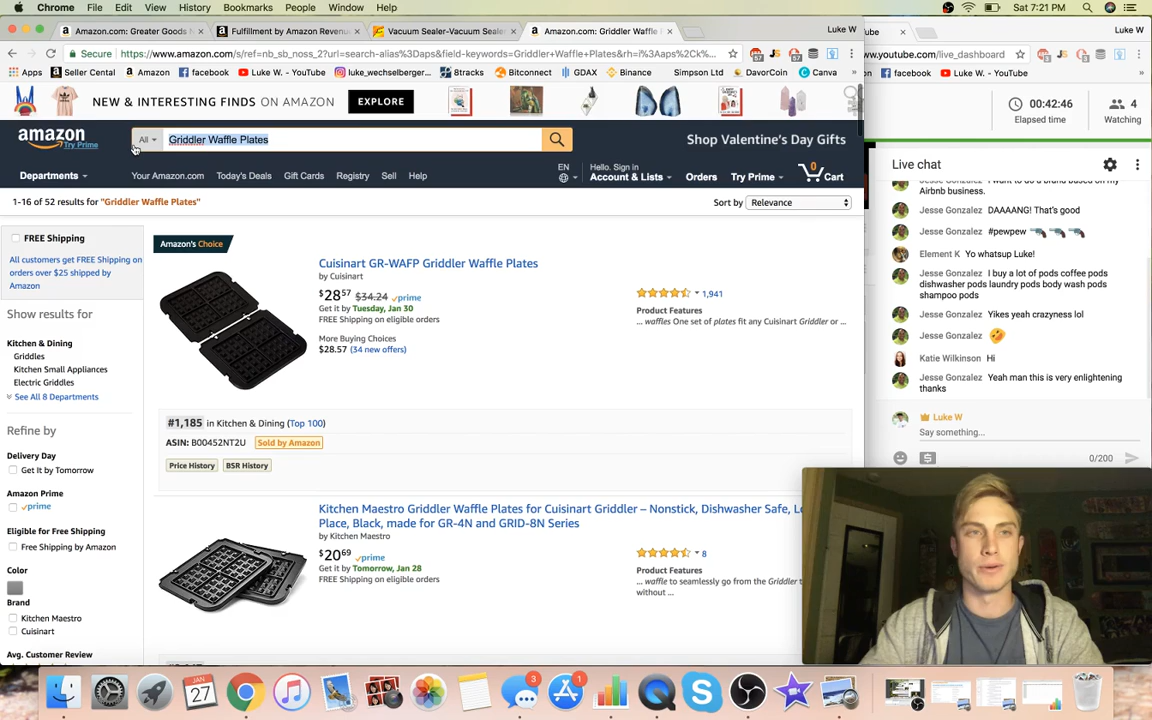 Chrome File Edit View History Bookmarks People Window Help Sat 7:21 PM
Amazon.com: Greater Goods N Fulfillment by Amazon Revenu Vacuum Sealer-Vacuum Seale Amazon.com: Griddler Waffle Pl Luke W Luke W
Secure https://www.amazon.com/s/ref=nb_sb_noss_2?url=search-alias%3Daps&field-keywords=Griddler+Waffle+Plates&rh=i%3Aaps%2Ck... youtube.com/live_dashboard
Apps Seller Cental Amazon facebook Luke W. - YouTube luke_wechselberger... 8tracks Bitconnect GDAX Binance Simpson Ltd DavorCoin Canva facebook Luke W. - YouTube
NEW & INTERESTING FINDS ON AMAZON EXPLORE
00:42:46 4
Elapsed time Watching
amazon All Griddler Waffle Plates Shop Valentine's Day Gifts
Try Prime
Departments Your Amazon.com Today's Deals Gift Cards Registry Sell Help EN Hello. Sign in Account & Lists Orders Try Prime 0 Cart
1-16 of 52 results for "Griddler Waffle Plates" Sort by Relevance
FREE Shipping
All customers get FREE Shipping on
orders over $25 shipped by
Amazon
Show results for
Kitchen & Dining
Griddles
Kitchen Small Appliances
Electric Griddles
See All 8 Departments
Refine by
Delivery Day
Get It by Tomorrow
Amazon Prime
prime
Eligible for Free Shipping
Free Shipping by Amazon
Color
Brand
Kitchen Maestro
Cuisinart
Avg. Customer Review
Amazon's Choice
Cuisinart GR-WAFP Griddler Waffle Plates
by Cuisinart
$28 57 $34.24 prime
Get it by Tuesday, Jan 30
FREE Shipping on eligible orders
More Buying Choices
$28.57 (34 new offers)
1,941
Product Features
... waffles One set of plates fit any Cuisinart Griddler or ...
#1,185 in Kitchen & Dining (Top 100)
ASIN: B00452NT2U Sold by Amazon
Price History BSR History
Kitchen Maestro Griddler Waffle Plates for Cuisinart Griddler – Nonstick, Dishwasher Safe, Lo
Place, Black, made for GR-4N and GRID-8N Series
by Kitchen Maestro
$20 69 prime
Get it by Tomorrow, Jan 28
FREE Shipping on eligible orders
8
Product Features
... waffle to seamlessly go from the Griddler t
without ...
Live chat
Airbnb business.
Jesse Gonzalez DAAAANG! That's good
Jesse Gonzalez #pewpew
Element K Yo whatsup Luke!
Jesse Gonzalez I buy a lot of pods coffee pods
dishwasher pods laundry pods body wash pods
shampoo pods
Jesse Gonzalez Yikes yeah crazyness lol
Jesse Gonzalez
Katie Wilkinson Hi
Jesse Gonzalez Yeah man this is very enlightening
thanks
Luke W
Say something...
0/200
JAN
27
3
1